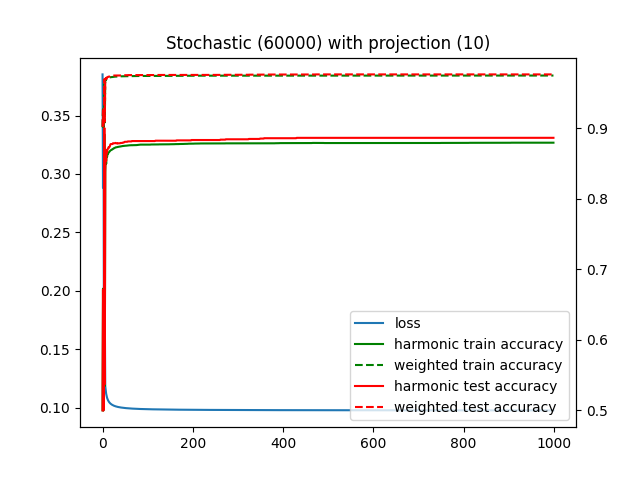 Stochastic (60000) with projection (10)
0.35
0.30
0.25
0.20
0.15
0.10
0.9
0.8
0.7
0.6
0.5
loss
harmonic train accuracy
weighted train accuracy
harmonic test accuracy
weighted test accuracy
0 200 400 600 800 1000